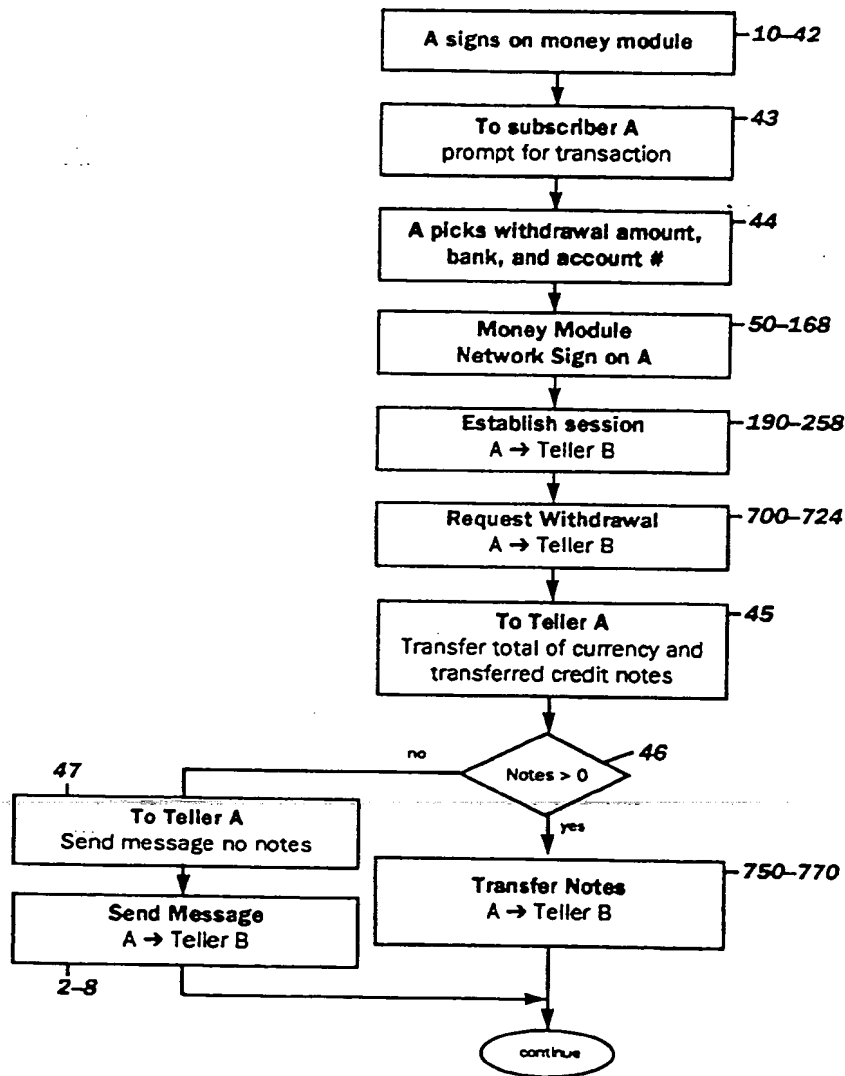 A signs on money module
10–42
To subscriber A
prompt for transaction
43
A picks withdrawal amount,
bank, and account #
44
Money Module
Network Sign on A
50–168
Establish session
A → Teller B
190–258
Request Withdrawal
A → Teller B
700–724
To Teller A
Transfer total of currency and
transferred credit notes
45
Notes > 0
46
no
yes
47
To Teller A
Send message no notes
Send Message
A → Teller B
2–8
Transfer Notes
A → Teller B
750–770
continue